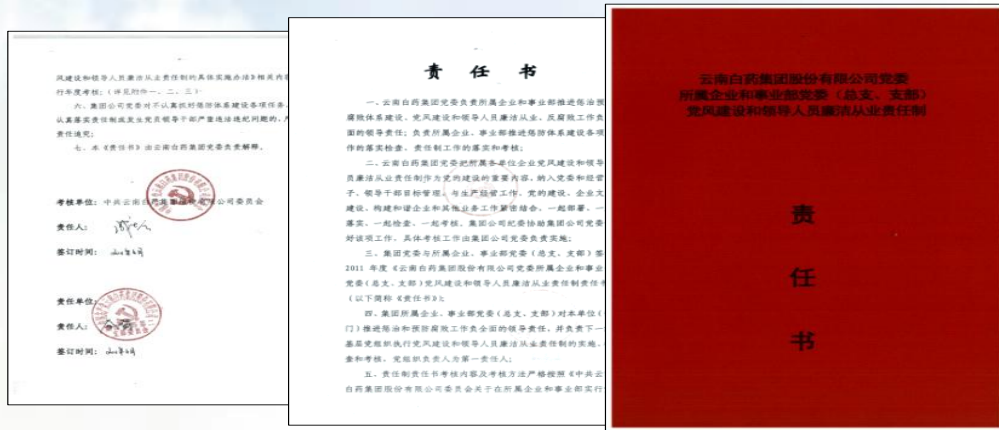 风建设和领导人员廉洁从业责任制的具体实施办法》相关内容
行年度考核;(详见附件一、二、三)
六、集团公司党委对不认真抓好惩防体系建设各项任务、
认真落实责任制或发生党员领导干部严重违法违纪问题的,
责任追究;
七、本《责任书》由云南白药集团党委负责解释。
考核单位:中共云南白药集团股份有限公司委员会
责任人:
签订时间:
责任单位:
责任人:
签订时间:
责 任 书
一、云南白药集团党委负责所属企业和事业部推进惩治预
腐败体系建设、党风建设和领导人员廉洁从业、反腐败工作负
面的领导责任;负责所属企业、事业部推进惩防体系建设各项
作的落实检查、责任制工作的落实和考核;
二、云南白药集团党委把所属各单位企业党风建设和领导
员廉洁从业责任制作为党的建设的重要内容,纳入党委和经营
子、领导干部目标管理,与生产经营工作、党的建设、企业文
建设、构建和谐企业和其他业务工作紧密结合,一起部署、一
落实、一起检查、一起考核。集团公司纪委协助集团公司党委
好该项工作,具体考核工作由集团公司党委负责实施;
三、集团党委与所属企业、事业部党委(总支、支部)签
2011 年度《云南白药集团股份有限公司党委所属企业和事业
党委(总支、支部)党风建设和领导人员廉洁从业责任制责任书
(以下简称《责任书》);
四、集团所属企业、事业部党委(总支、支部)对本单位(
门)推进惩治和预防腐败工作负全面的领导责任,并负责下一
基层党组织执行党风建设和领导人员廉洁从业责任制的实施、
查和考核,党组织负责人为第一责任人;
五、责任制责任书考核内容及考核方法严格按照《中共云
白药集团股份有限公司委员会关于在所属企业和事业部实行
云南白药集团股份有限公司党委
所属企业和事业部党委(总支、支部)
党风建设和领导人员廉洁从业责任制
责
任
书